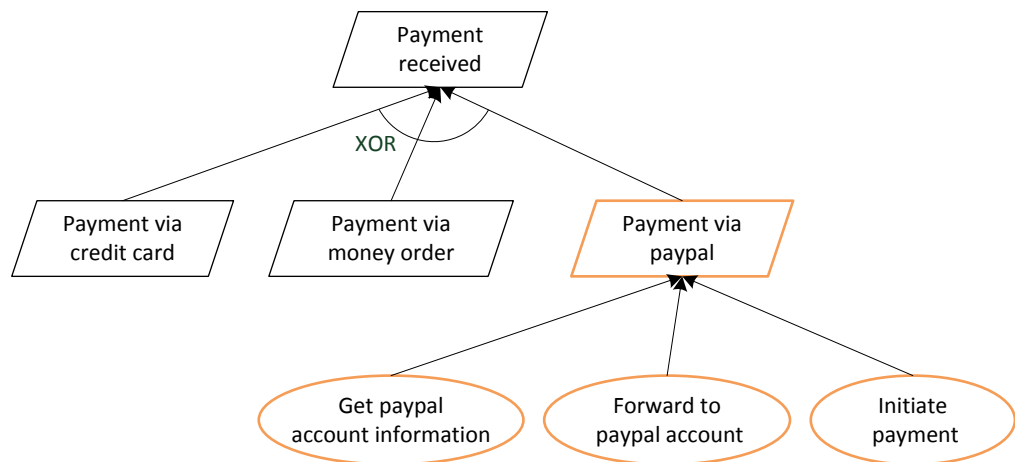 Payment
received
XOR
Payment via
credit card
Payment via
money order
Payment via
paypal
Get paypal
account information
Forward to
paypal account
Initiate
payment